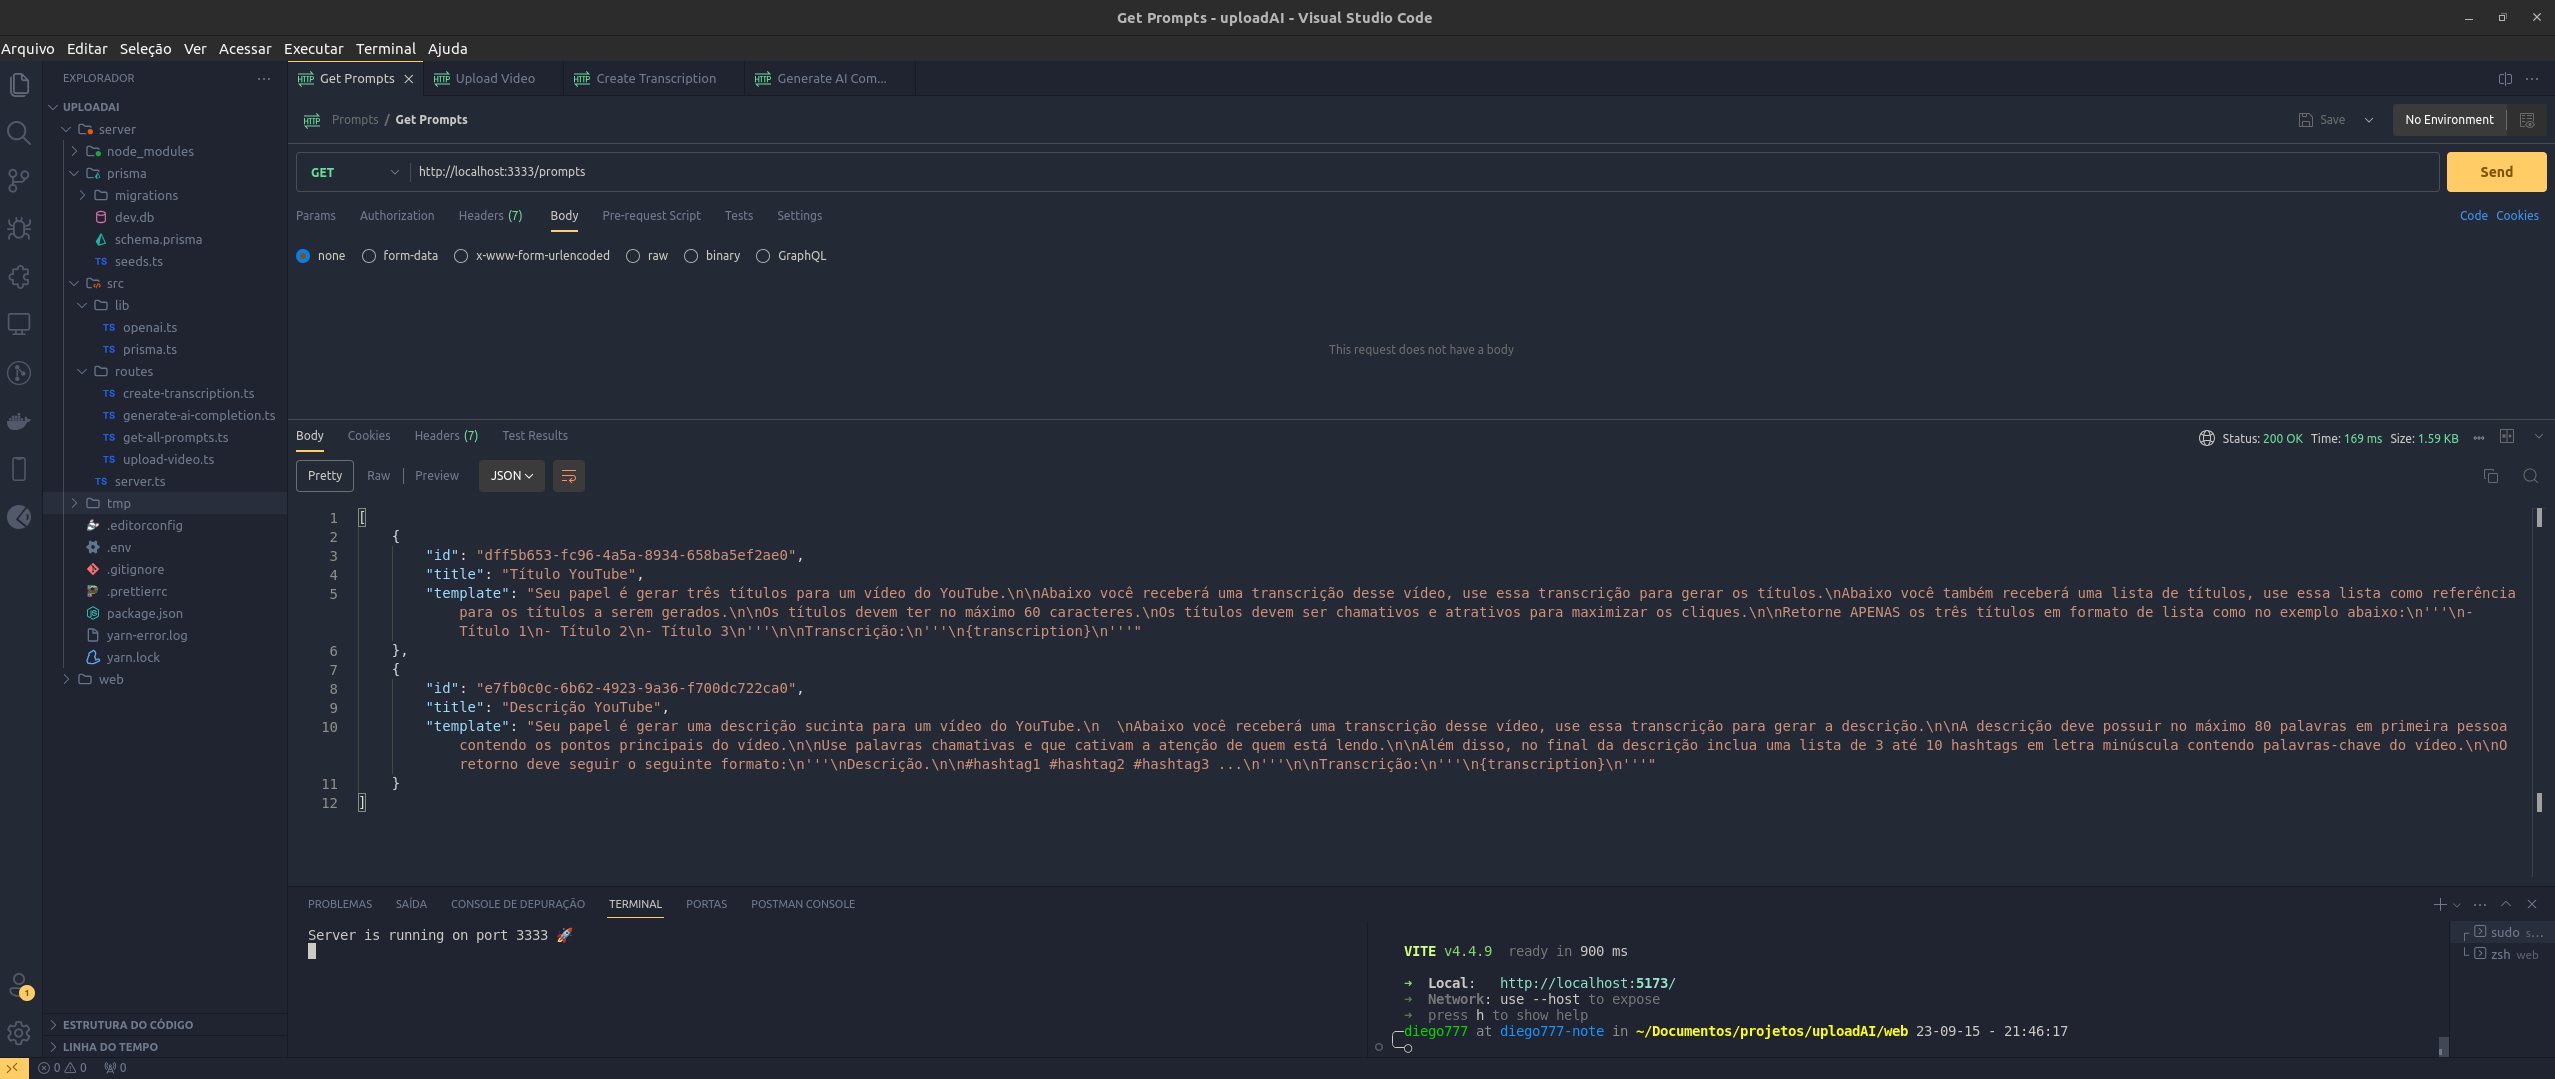 Get Prompts - uploadAI - Visual Studio Code
Arquivo Editar Seleção Ver Acessar Executar Terminal Ajuda
EXPLORADOR
UPLOADAI
server
node_modules
prisma
migrations
dev.db
schema.prisma
TS seeds.ts
src
lib
TS openai.ts
TS prisma.ts
routes
TS create-transcription.ts
TS generate-ai-completion.ts
TS get-all-prompts.ts
TS upload-video.ts
TS server.ts
tmp
.editorconfig
.env
.gitignore
.prettierrc
package.json
yarn-error.log
yarn.lock
web
ESTRUTURA DO CÓDIGO
LINHA DO TEMPO
HTTP Get Prompts HTTP Upload Video HTTP Create Transcription HTTP Generate AI Com...
HTTP Prompts / Get Prompts Save No Environment
GET http://localhost:3333/prompts Send
Params Authorization Headers (7) Body Pre-request Script Tests Settings Code Cookies
none form-data x-www-form-urlencoded raw binary GraphQL
This request does not have a body
Body Cookies Headers (7) Test Results Status: 200 OK Time: 169 ms Size: 1.59 KB
Pretty Raw Preview JSON
1 [
2 {
3 "id": "dff5b653-fc96-4a5a-8934-658ba5ef2ae0",
4 "title": "Título YouTube",
5 "template": "Seu papel é gerar três títulos para um vídeo do YouTube.\n\nAbaixo você receberá uma transcrição desse vídeo, use essa transcrição para gerar os títulos.\nAbaixo você também receberá uma lista de títulos, use essa lista como referência
para os títulos a serem gerados.\n\nOs títulos devem ter no máximo 60 caracteres.\nOs títulos devem ser chamativos e atrativos para maximizar os cliques.\n\nRetorne APENAS os três títulos em formato de lista como no exemplo abaixo:\n'''\n-
Título 1\n- Título 2\n- Título 3\n'''\n\nTranscrição:\n'''\n{transcription}\n'''"
6 },
7 {
8 "id": "e7fb0c0c-6b62-4923-9a36-f700dc722ca0",
9 "title": "Descrição YouTube",
10 "template": "Seu papel é gerar uma descrição sucinta para um vídeo do YouTube.\n  \nAbaixo você receberá uma transcrição desse vídeo, use essa transcrição para gerar a descrição.\n\nA descrição deve possuir no máximo 80 palavras em primeira pessoa
contendo os pontos principais do vídeo.\n\nUse palavras chamativas e que cativam a atenção de quem está lendo.\n\nAlém disso, no final da descrição inclua uma lista de 3 até 10 hashtags em letra minúscula contendo palavras-chave do vídeo.\n\nO
retorno deve seguir o seguinte formato:\n'''\nDescrição.\n\n#hashtag1 #hashtag2 #hashtag3 ...\n'''\n\nTranscrição:\n'''\n{transcription}\n'''"
11 }
12 ]
PROBLEMAS SAÍDA CONSOLE DE DEPURAÇÃO TERMINAL PORTAS POSTMAN CONSOLE
Server is running on port 3333 🚀
VITE v4.4.9 ready in 900 ms
➜ Local: http://localhost:5173/
➜ Network: use --host to expose
➜ press h to show help
diego777 at diego777-note in ~/Documentos/projetos/uploadAI/web 23-09-15 - 21:46:17
sudo s...
zsh web
1
0 0 0